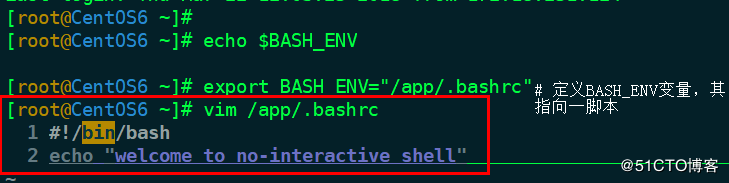 [root@CentOS6 ~]#
[root@CentOS6 ~]# echo $BASH_ENV
[root@CentOS6 ~]# export BASH_ENV="/app/.bashrc"# 定义BASH_ENV变量,其
指向一脚本
[root@CentOS6 ~]# vim /app/.bashrc
1 #!/bin/bash
2 echo "welcome to no-interactive shell"
~
@51CTO博客